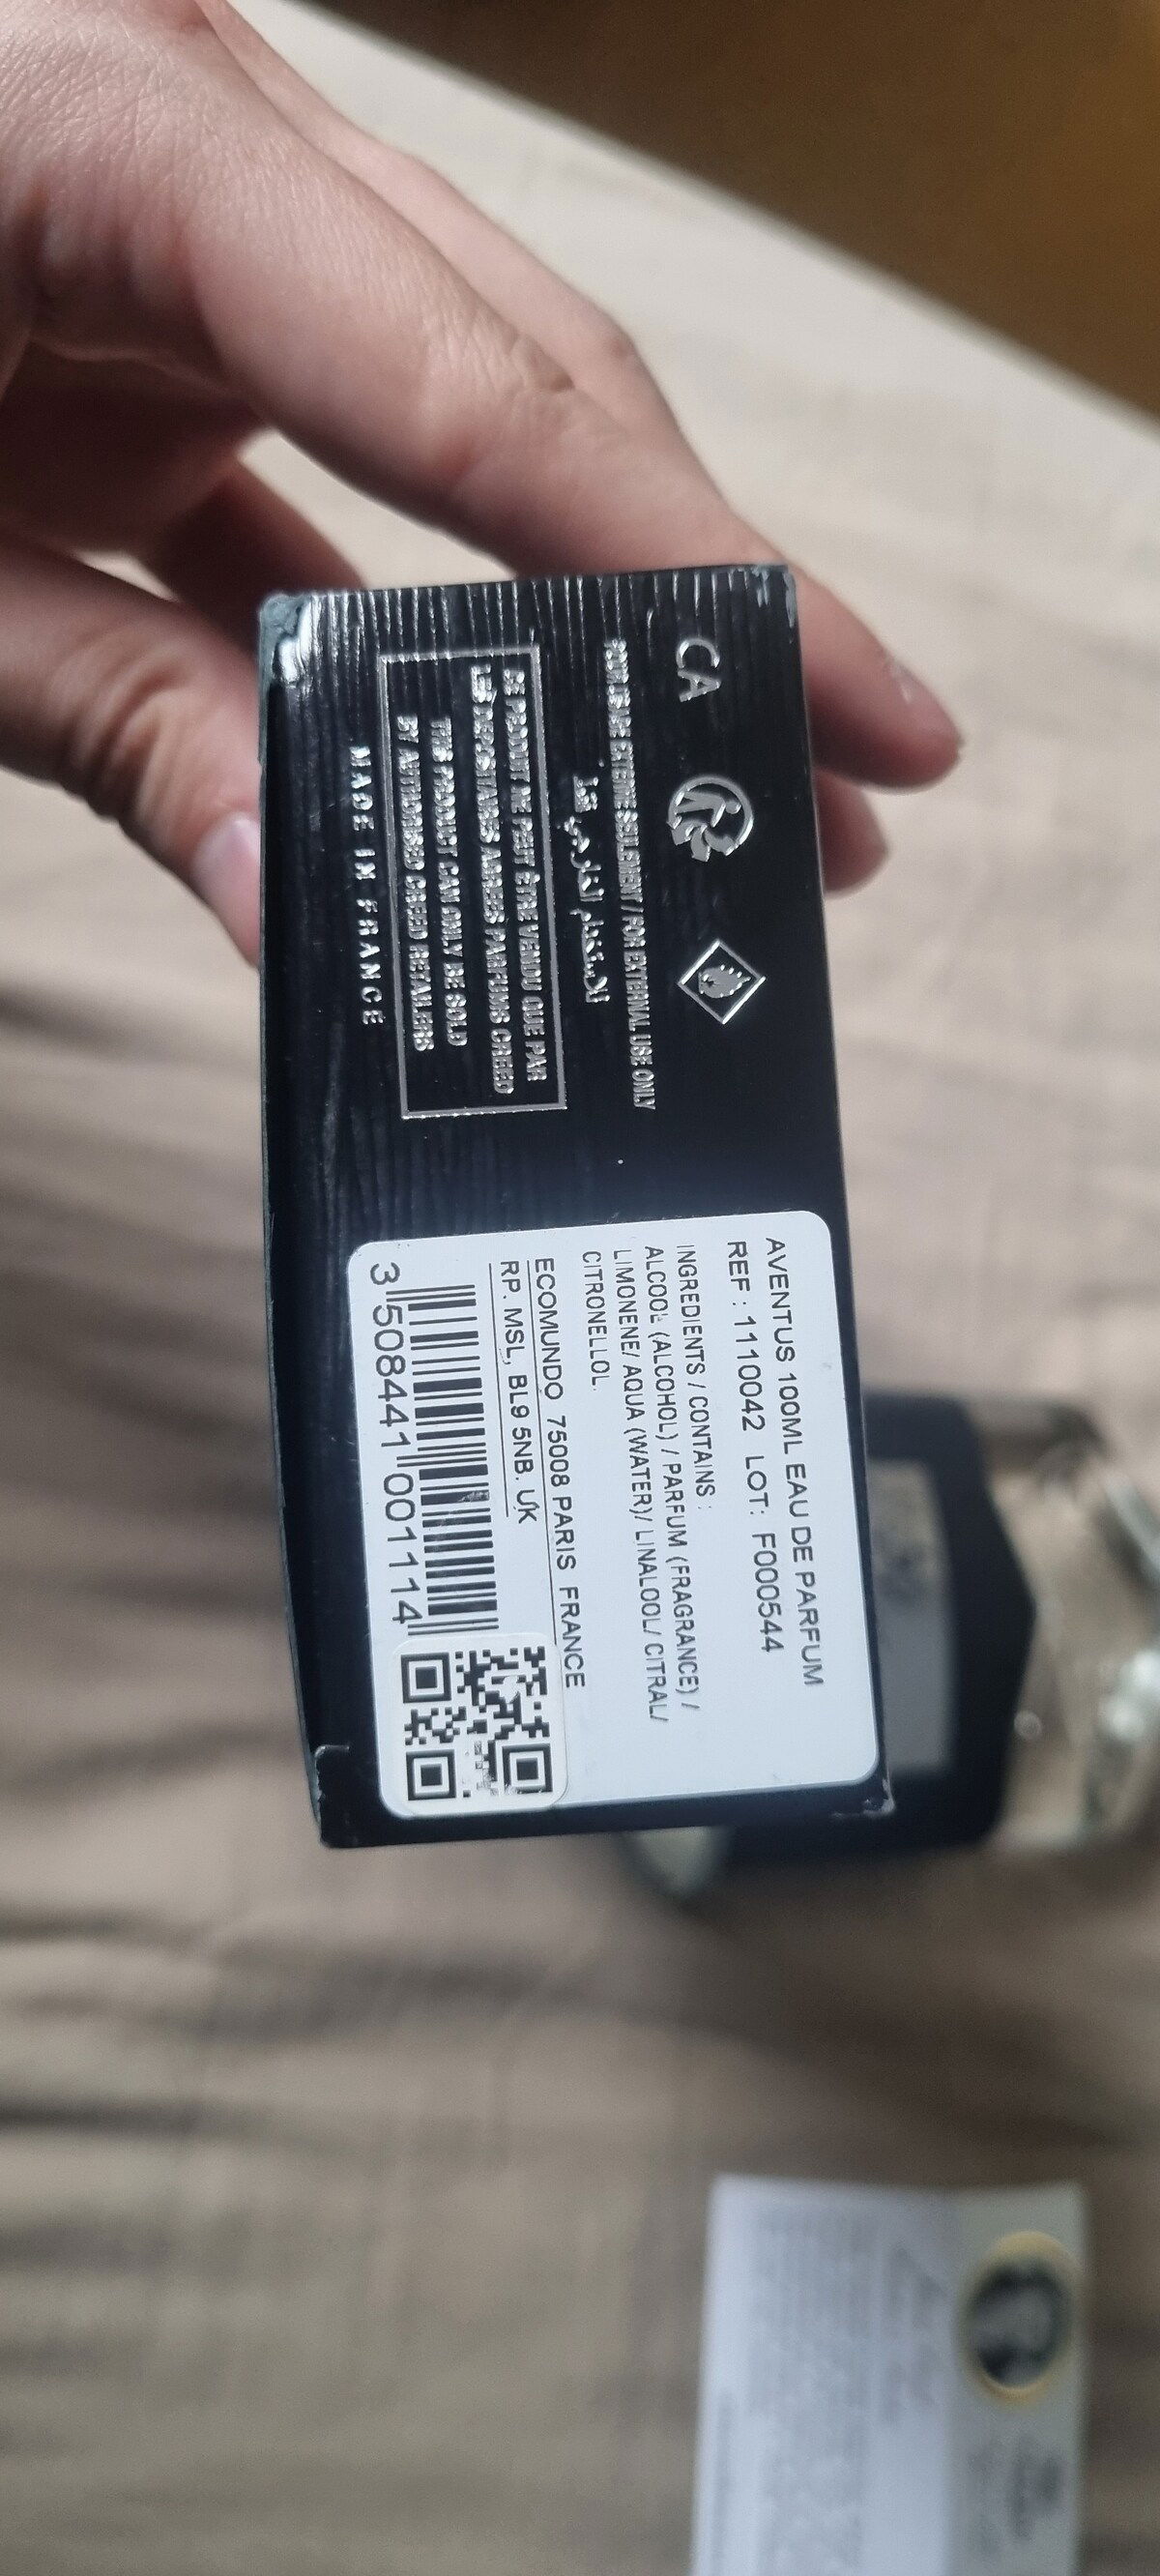 CA
POUR USAGE EXTERNE SEULEMENT / FOR EXTERNAL USE ONLY
للاستخدام الخارجي فقط
CE PRODUIT NE PEUT ÊTRE VENDU QUE PAR
LES DEPOSITAIRES AGREES PARFUMS CREED
THIS PRODUCT CAN ONLY BE SOLD
BY AUTHORISED CREED RETAILERS
MADE IN FRANCE
AVENTUS 100ML EAU DE PARFUM
REF : 1110042 LOT: F000544
INGREDIENTS / CONTAINS :
ALCOOL (ALCOHOL) / PARFUM (FRAGRANCE) /
LIMONENE/ AQUA (WATER)/ LINALOOL/ CITRAL/
CITRONELLOL.
ECOMUNDO 75008 PARIS FRANCE
RP. MSL, BL9 5NB. UK
3 508441 001114